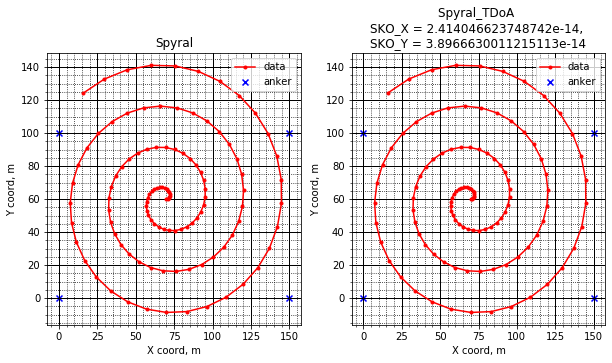 Spyral
data
anker
140
120
100
80
60
40
20
0
Y coord, m
0
25
50
75
100
125
150
X coord, m
Spyral_TDoA
SKO_X = 2.414046623748742e-14,
SKO_Y = 3.8966630011215113e-14
data
anker
140
120
100
80
60
40
20
0
Y coord, m
0
25
50
75
100
125
150
X coord, m